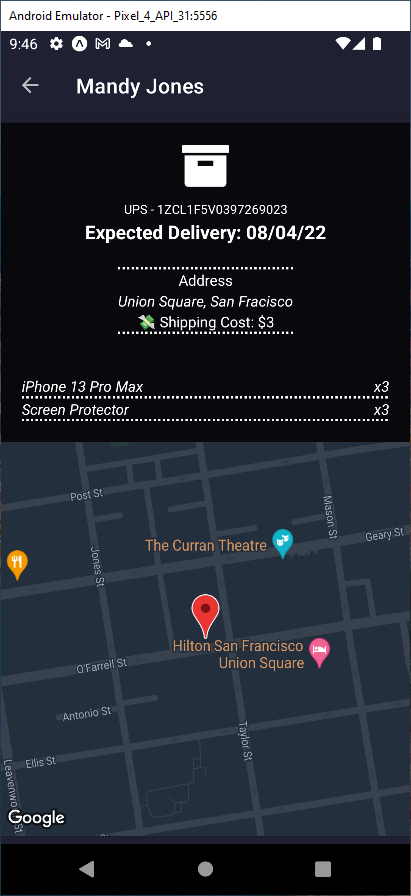 Android Emulator - Pixel_4_API_31:5556
9:46
Mandy Jones
UPS - 1ZCL1F5V0397269023
Expected Delivery: 08/04/22
Address
Union Square, San Fracisco
💸 Shipping Cost: $3
iPhone 13 Pro Max x3
Screen Protector x3
Post St
Mason St
Geary St
The Curran Theatre
Jones St
Hilton San Francisco
Union Square
O'Farrell St
Antonio St
Taylor St
Ellis St
Leavenwo
Google